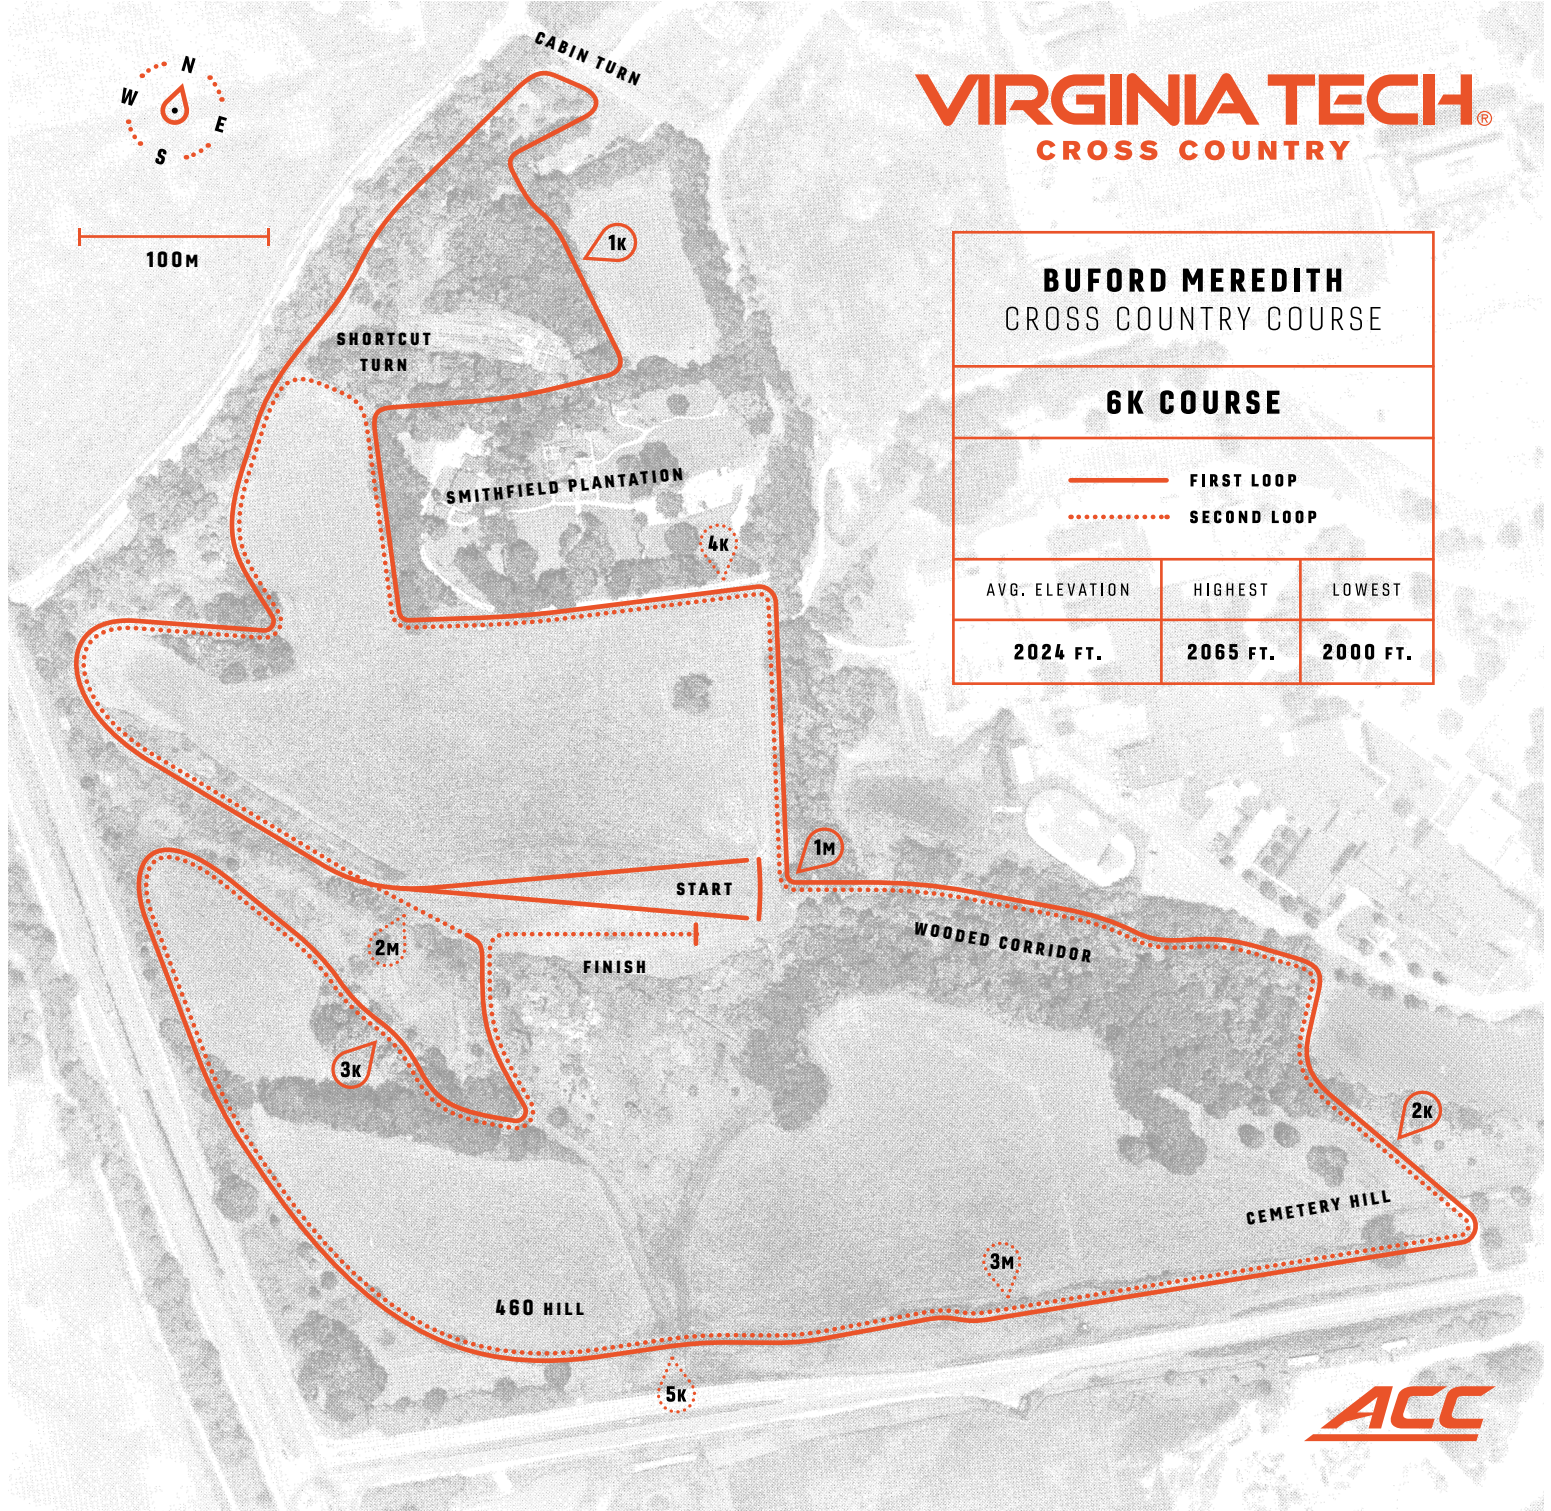 CABIN TURN
N
W
E
S
100M
VIRGINIA TECH®
CROSS COUNTRY
BUFORD MEREDITH
CROSS COUNTRY COURSE
6K COURSE
FIRST LOOP
SECOND LOOP
AVG. ELEVATION
HIGHEST
LOWEST
2024 FT.
2065 FT.
2000 FT.
1K
SHORTCUT
TURN
SMITHFIELD PLANTATION
4K
1M
START
WOODED CORRIDOR
2M
FINISH
3K
2K
CEMETERY HILL
3M
460 HILL
5K
ACC